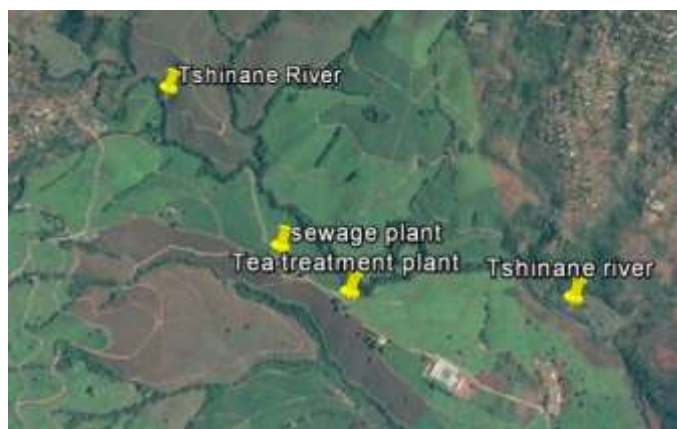 Tshinane River
sewage plant
Tea treatment plant
Tshinane river